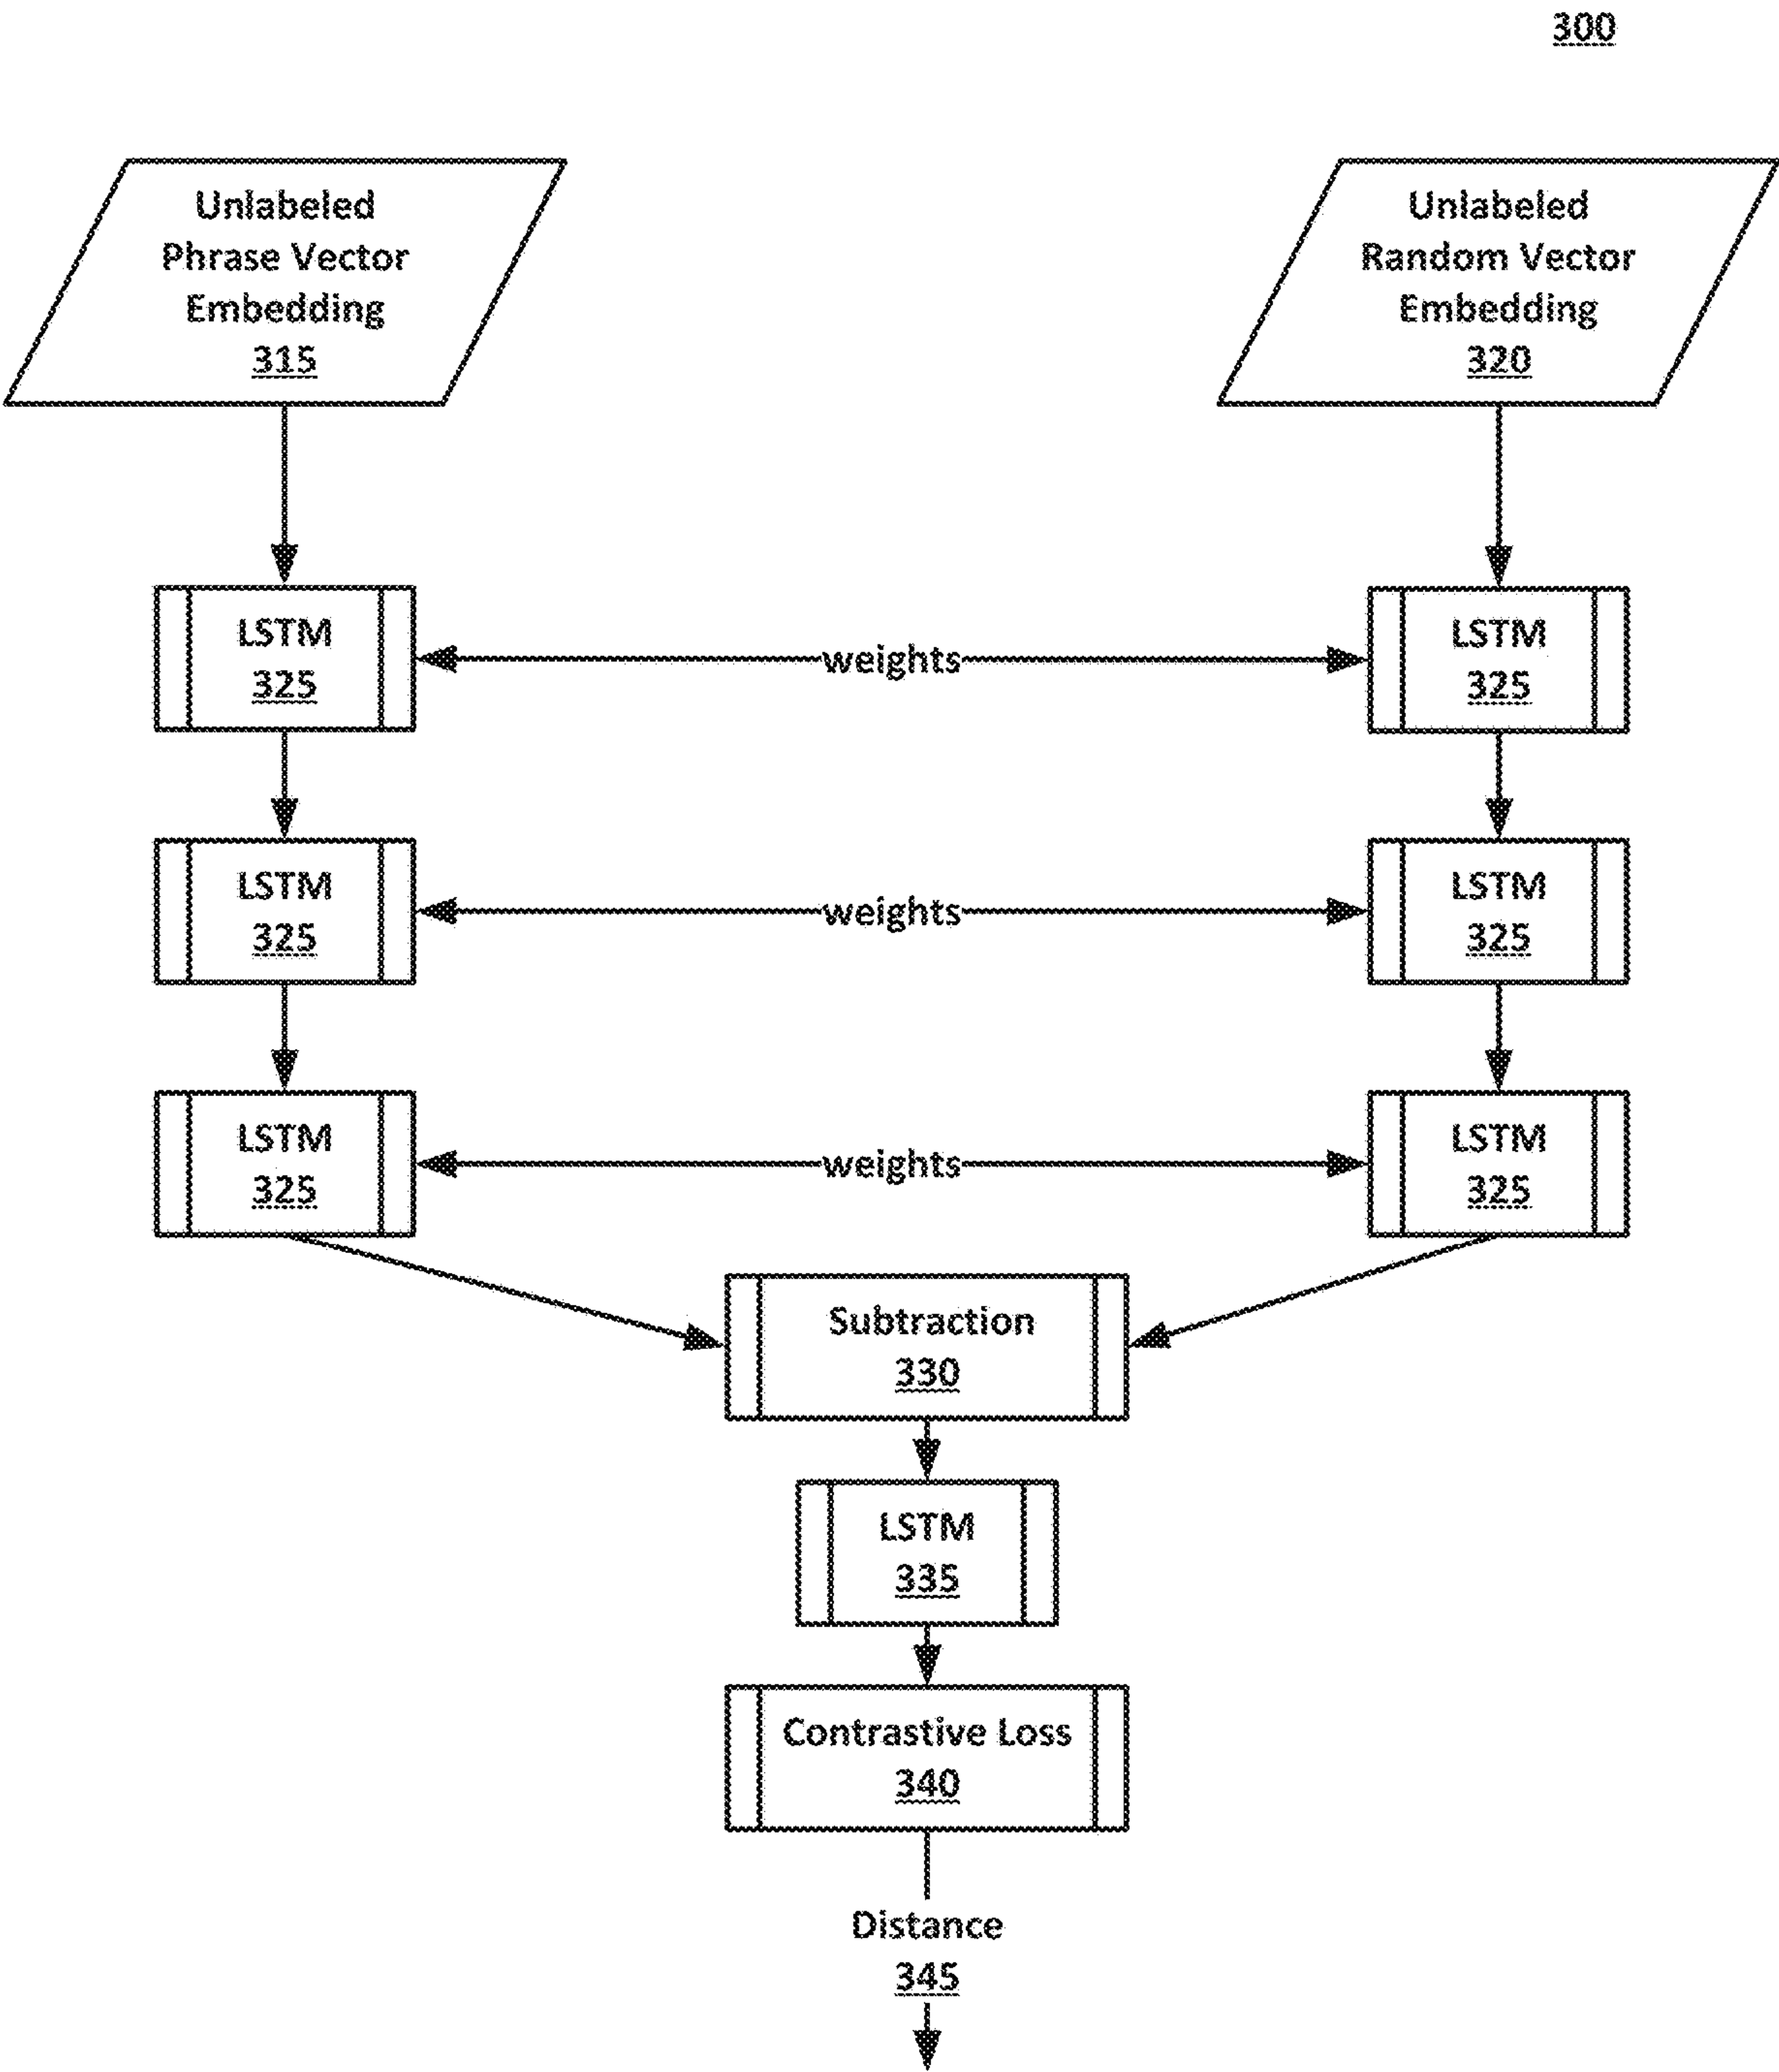 300
Unlabeled
Phrase Vector
Embedding
315
Unlabeled
Random Vector
Embedding
320
LSTM
325
weights
LSTM
325
LSTM
325
weights
LSTM
325
LSTM
325
weights
LSTM
325
Subtraction
330
LSTM
335
Contrastive Loss
340
Distance
345